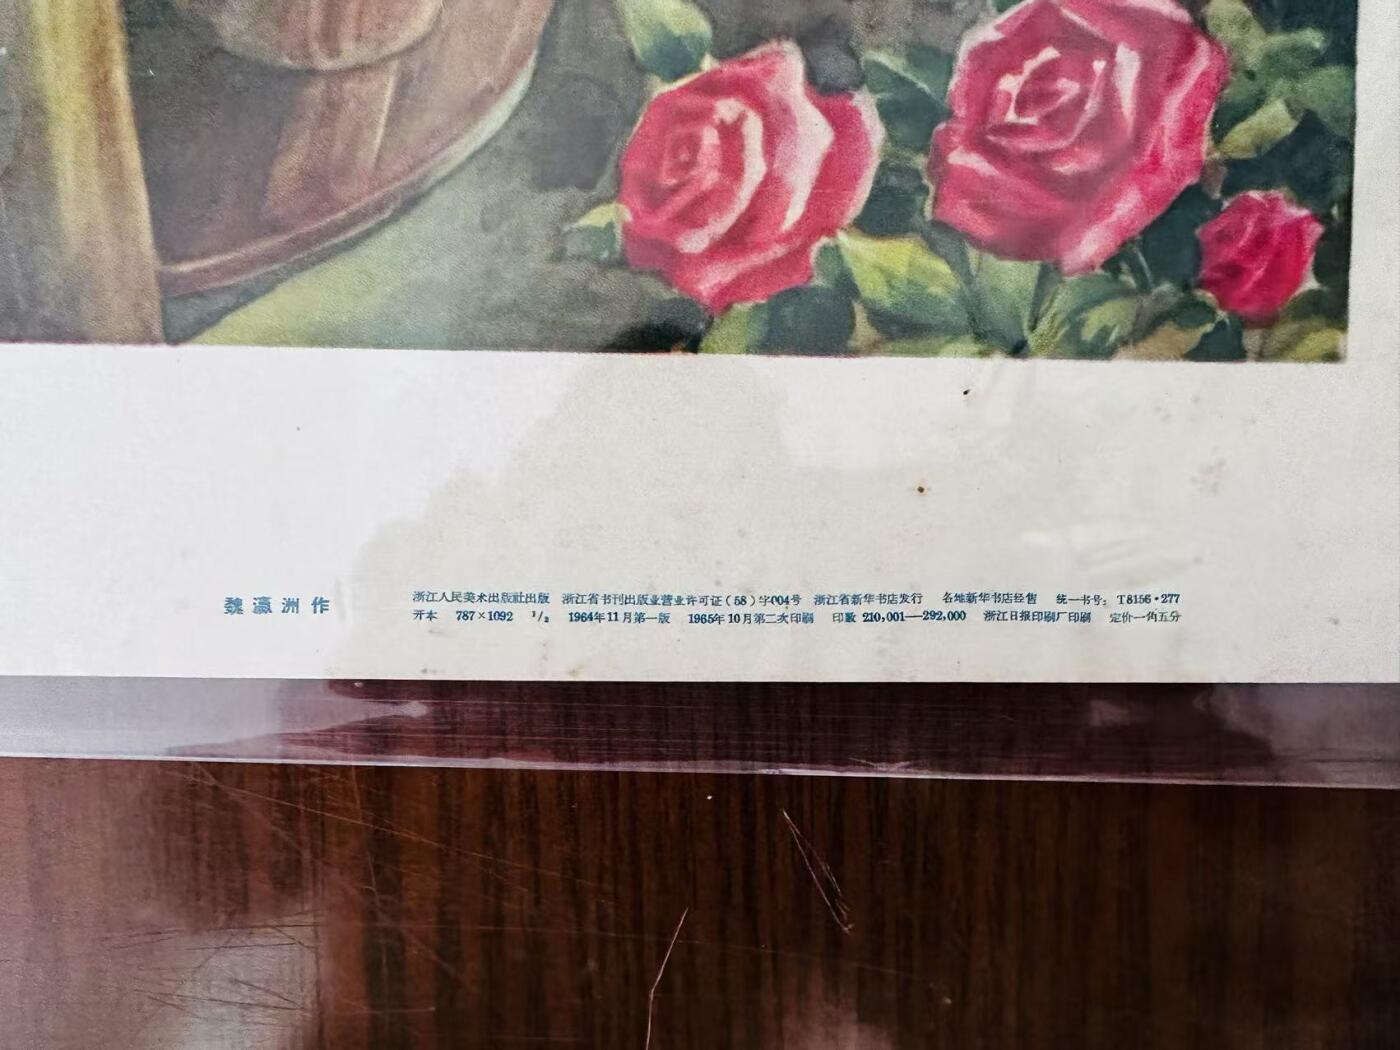 魏瀛洲作
浙江人民美术出版社出版 浙江省书刊出版业营业许可证(58)字004号 浙江省新华书店发行 各地新华书店经售 统一书号：T8156·277
开本 787×1092 1/2 1964年11月第一版 1965年10月第二次印刷 印数 210,001—292,000 浙江日报印刷厂印刷 定价一角五分